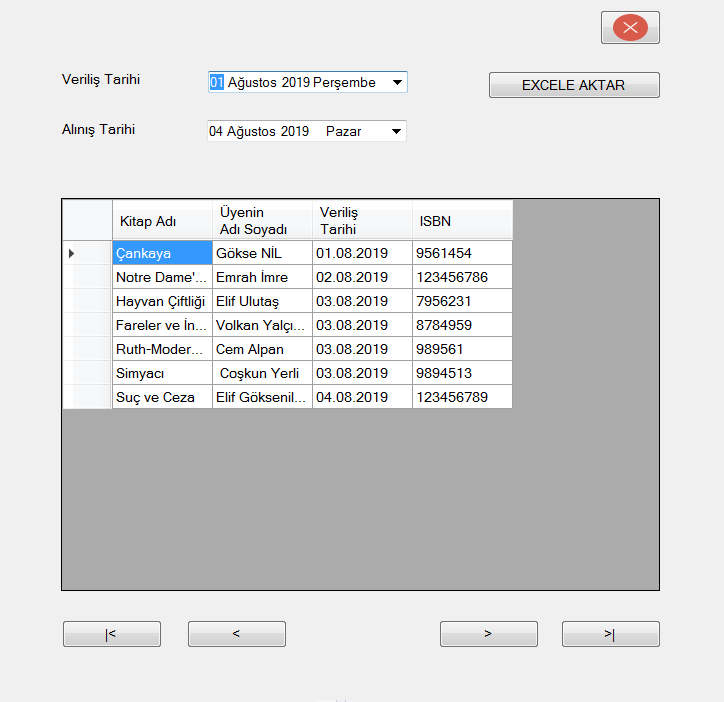 Veriliş Tarihi
01 Ağustos 2019 Perşembe
EXCELE AKTAR
Alınış Tarihi
04 Ağustos 2019 Pazar
Kitap Adı Üyenin Adı Soyadı Veriliş Tarihi ISBN
Çankaya Gökse NİL 01.08.2019 9561454
Notre Dame'... Emrah İmre 02.08.2019 123456786
Hayvan Çiftliği Elif Ulutaş 03.08.2019 7956231
Fareler ve İn... Volkan Yalçı... 03.08.2019 8784959
Ruth-Moder... Cem Alpan 03.08.2019 989561
Simyacı Coşkun Yerli 03.08.2019 9894513
Suç ve Ceza Elif Göksenil... 04.08.2019 123456789
|< < > >|